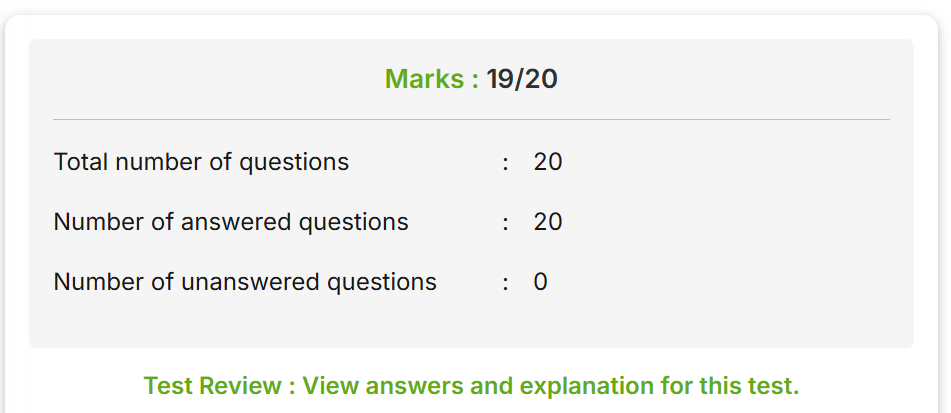 Marks : 19/20
Total number of questions : 20
Number of answered questions : 20
Number of unanswered questions : 0
Test Review : View answers and explanation for this test.